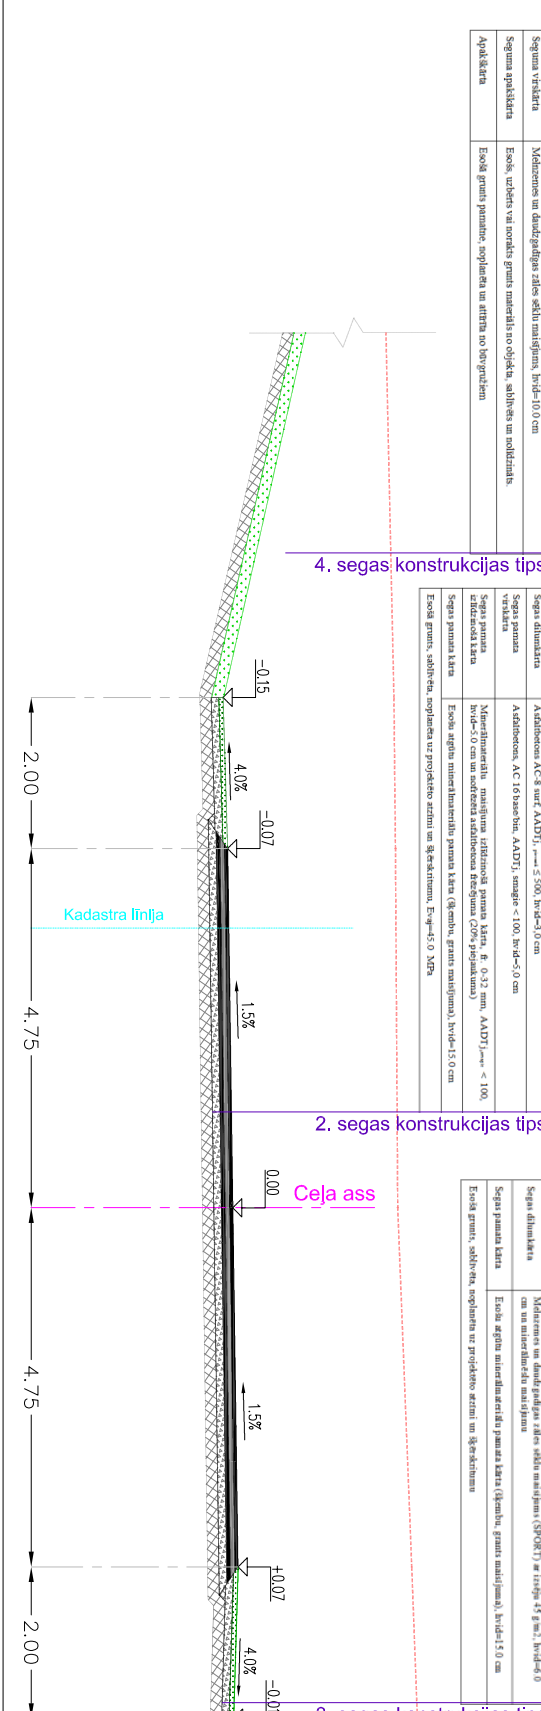 Seguma virskārta Melnzemes un daudzgadīgas zāles sēklu maisījums, hvid=10.0 cm
Seguma apakškārta Esošs, uzbērts vai norakts grunts materiāls no objekta, sablīvēts un nolīdzināts.
Apakškārta Esošā grunts pamatne, noplanēta un attīrīta no būvgružiem
4. segas konstrukcijas tips
Segas dilumkārta Asfaltbetons AC-8 surf, AADTj, ≤ 500, hvid=3,0 cm
Segas pamata virskārta Asfaltbetons, AC 16 base/bin, AADTj, smagie < 100, hvid=5,0 cm
Segas pamata izlīdzinošā kārta Minerālmateriālu maisījuma izlīdzinošā pamata kārta, fr. 0-32 mm, AADTj, < 100,
hvid=5.0 cm un nofrēzētā asfaltbetona frēzējuma (20% piejaukumā)
Segas pamata kārta Esošu atgūtu minerālmateriālu pamata kārta (šķembu, grants maisījuma), hvid=15.0 cm
Esošā grunts, sablīvēta, noplanēta uz projektēto atzīmi un šķērskritumu, Evap=45.0 MPa
2. segas konstrukcijas tips
Segas dilumkārta Melnzemes un daudzgadīgas zāles sēklu maisījums (SPORT) ar izsēju 45 g/m2, hvid=6.0
cm un minerālmēslu maisījumu
Segas pamata kārta Esošu atgūtu minerālmateriālu pamata kārta (šķembu, grants maisījuma), hvid=15.0 cm
Esošā grunts, sablīvēta, noplanēta uz projektēto atzīmi un šķērskritumu
-0.15
4.0%
-0.07
1.5%
0.00
Ceļa ass
1.5%
+0.07
4.0%
Kadastra līnija
2.00
4.75
4.75
2.00